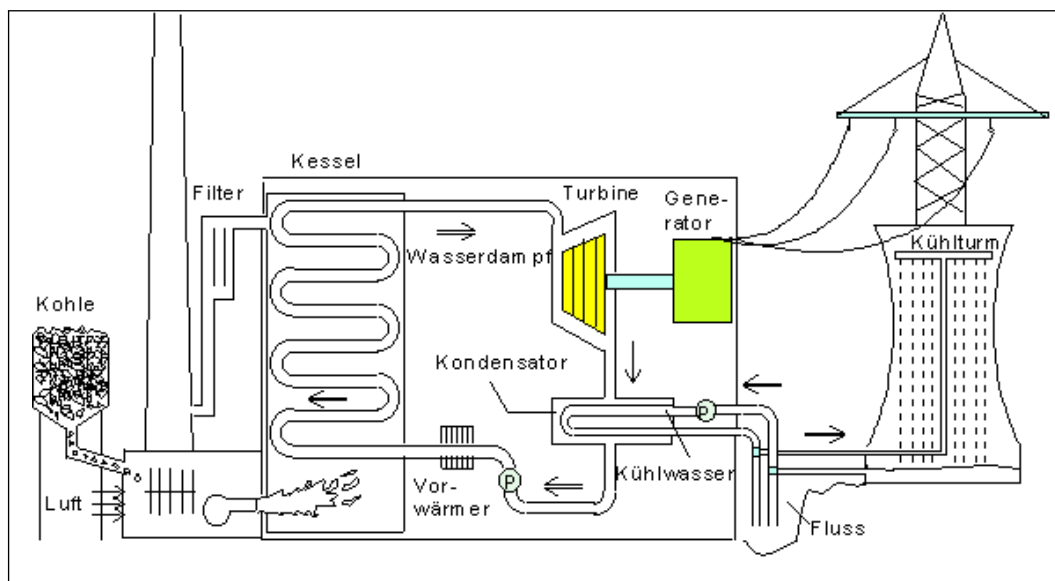 Kessel
Filter
Turbine
Gene-
rator
Wasserdampf
Kühlturm
Kohle
Kondensator
P
Kühlwasser
Luft
Vor-
wärmer
P
Fluss